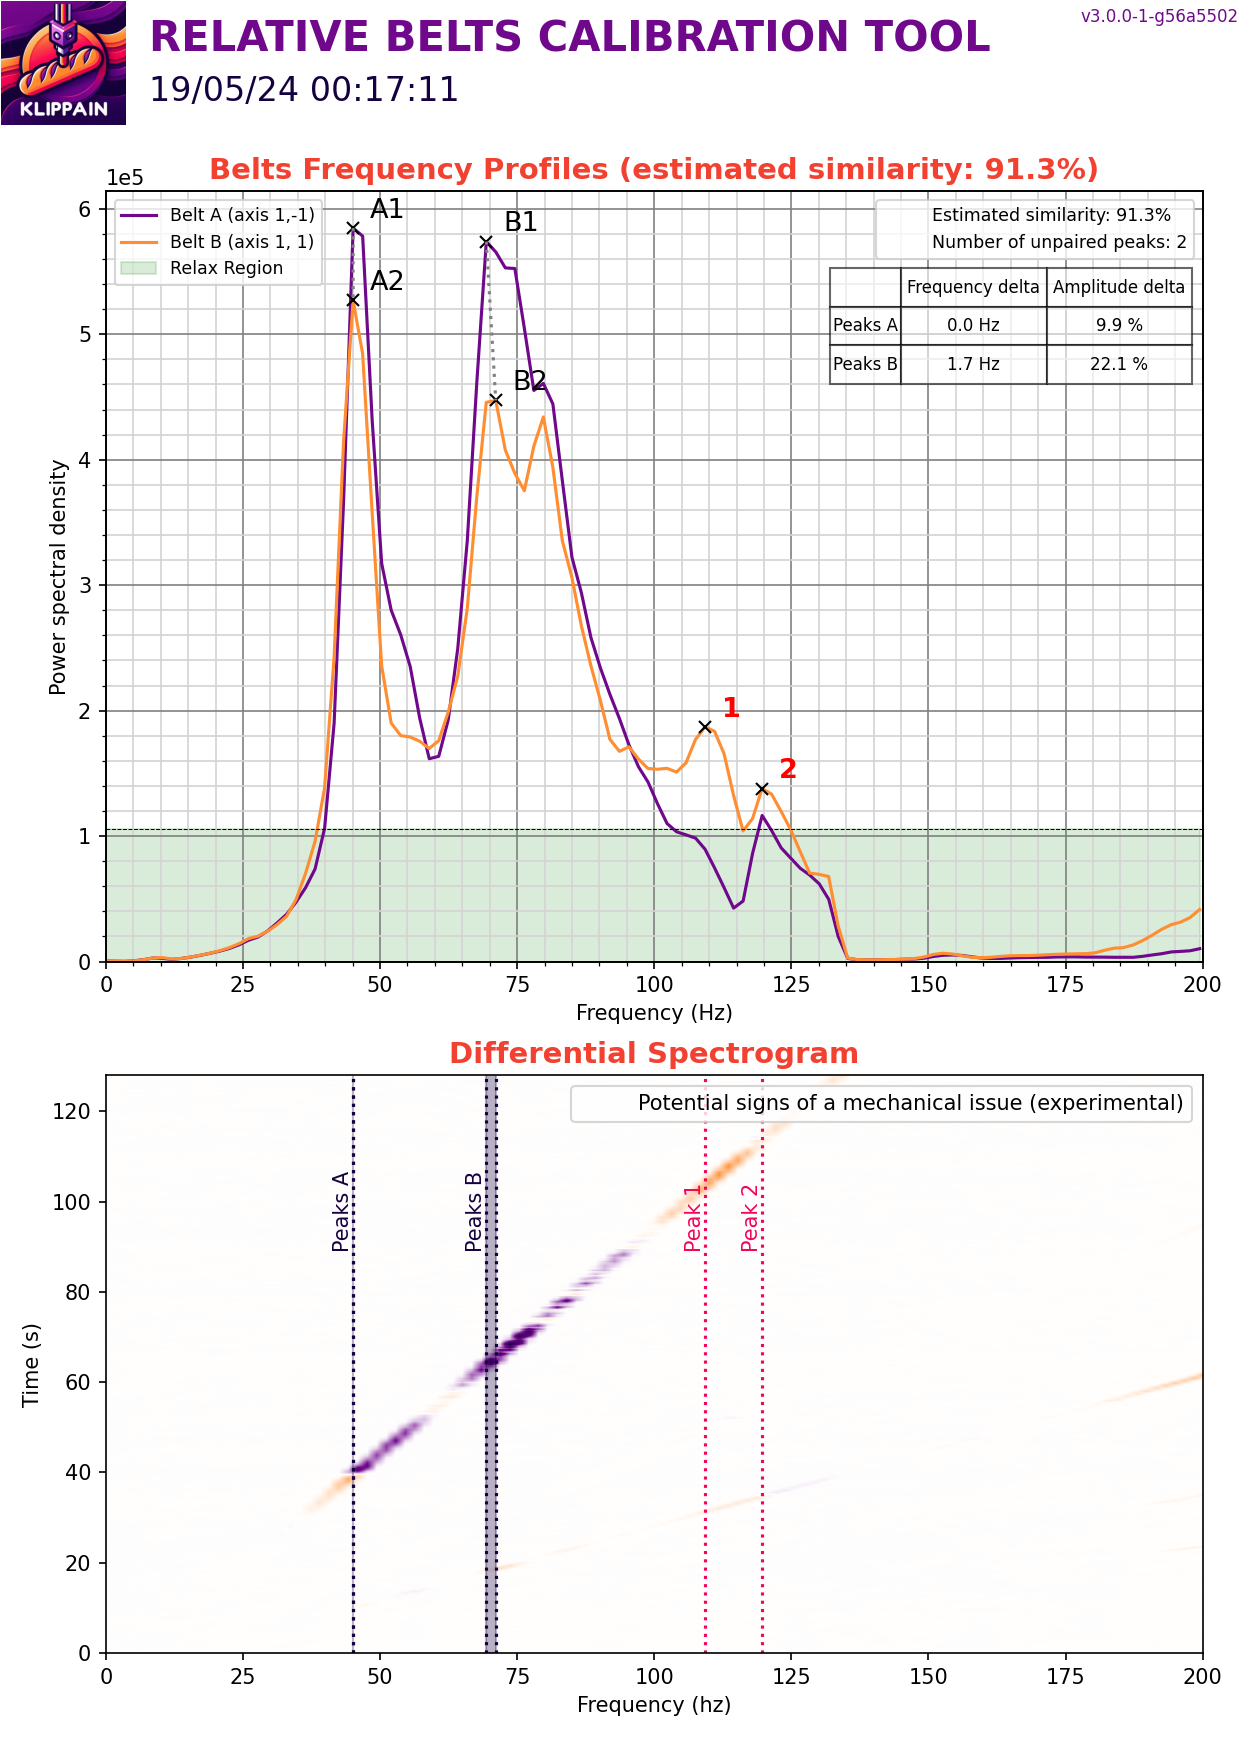 v3.0.0-1-g56a5502
RELATIVE BELTS CALIBRATION TOOL
19/05/24 00:17:11
KLIPPAIN
Belts Frequency Profiles (estimated similarity: 91.3%)
1e5
Belt A (axis 1,-1)
Belt B (axis 1, 1)
Relax Region
Estimated similarity: 91.3%
Number of unpaired peaks: 2
Frequency delta Amplitude delta
Peaks A 0.0 Hz 9.9 %
Peaks B 1.7 Hz 22.1 %
A1
B1
A2
B2
1
2
6
5
4
3
2
1
0
Power spectral density
0 25 50 75 100 125 150 175 200
Frequency (Hz)
Differential Spectrogram
Potential signs of a mechanical issue (experimental)
Peaks A
Peaks B
Peak 1
Peak 2
120
100
80
60
40
20
0
Time (s)
0 25 50 75 100 125 150 175 200
Frequency (hz)